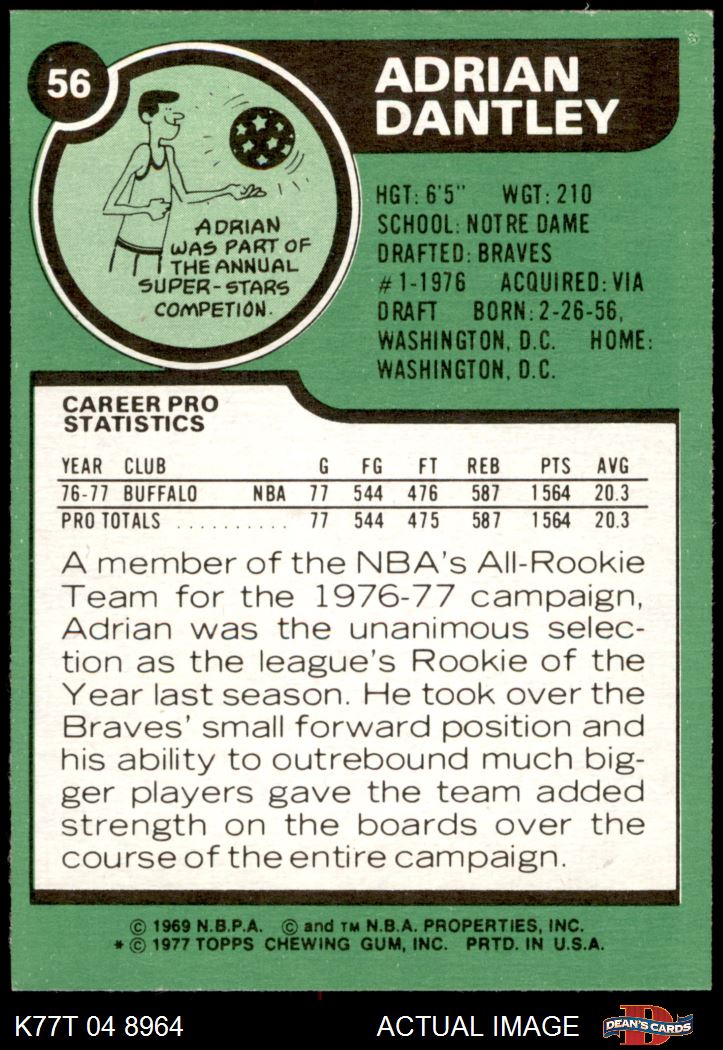 56
ADRIAN
DANTLEY
ADRIAN
WAS PART OF
THE ANNUAL
SUPER-STARS
COMPETION.
HGT: 6'5" WGT: 210
SCHOOL: NOTRE DAME
DRAFTED: BRAVES
#1-1976 ACQUIRED: VIA
DRAFT BORN: 2-26-56,
WASHINGTON, D.C. HOME:
WASHINGTON, D.C.
CAREER PRO
STATISTICS
YEAR CLUB G FG FT REB PTS AVG
76-77 BUFFALO NBA 77 544 476 587 1564 20.3
PRO TOTALS .......... 77 544 475 587 1564 20.3
A member of the NBA's All-Rookie
Team for the 1976-77 campaign,
Adrian was the unanimous selec-
tion as the league's Rookie of the
Year last season. He took over the
Braves' small forward position and
his ability to outrebound much big-
ger players gave the team added
strength on the boards over the
course of the entire campaign.
© 1969 N.B.P.A. © and TM N.B.A. PROPERTIES, INC.
* © 1977 TOPPS CHEWING GUM, INC. PRTD. IN U.S.A.
K77T 04 8964 ACTUAL IMAGE D DEAN'S CARDS